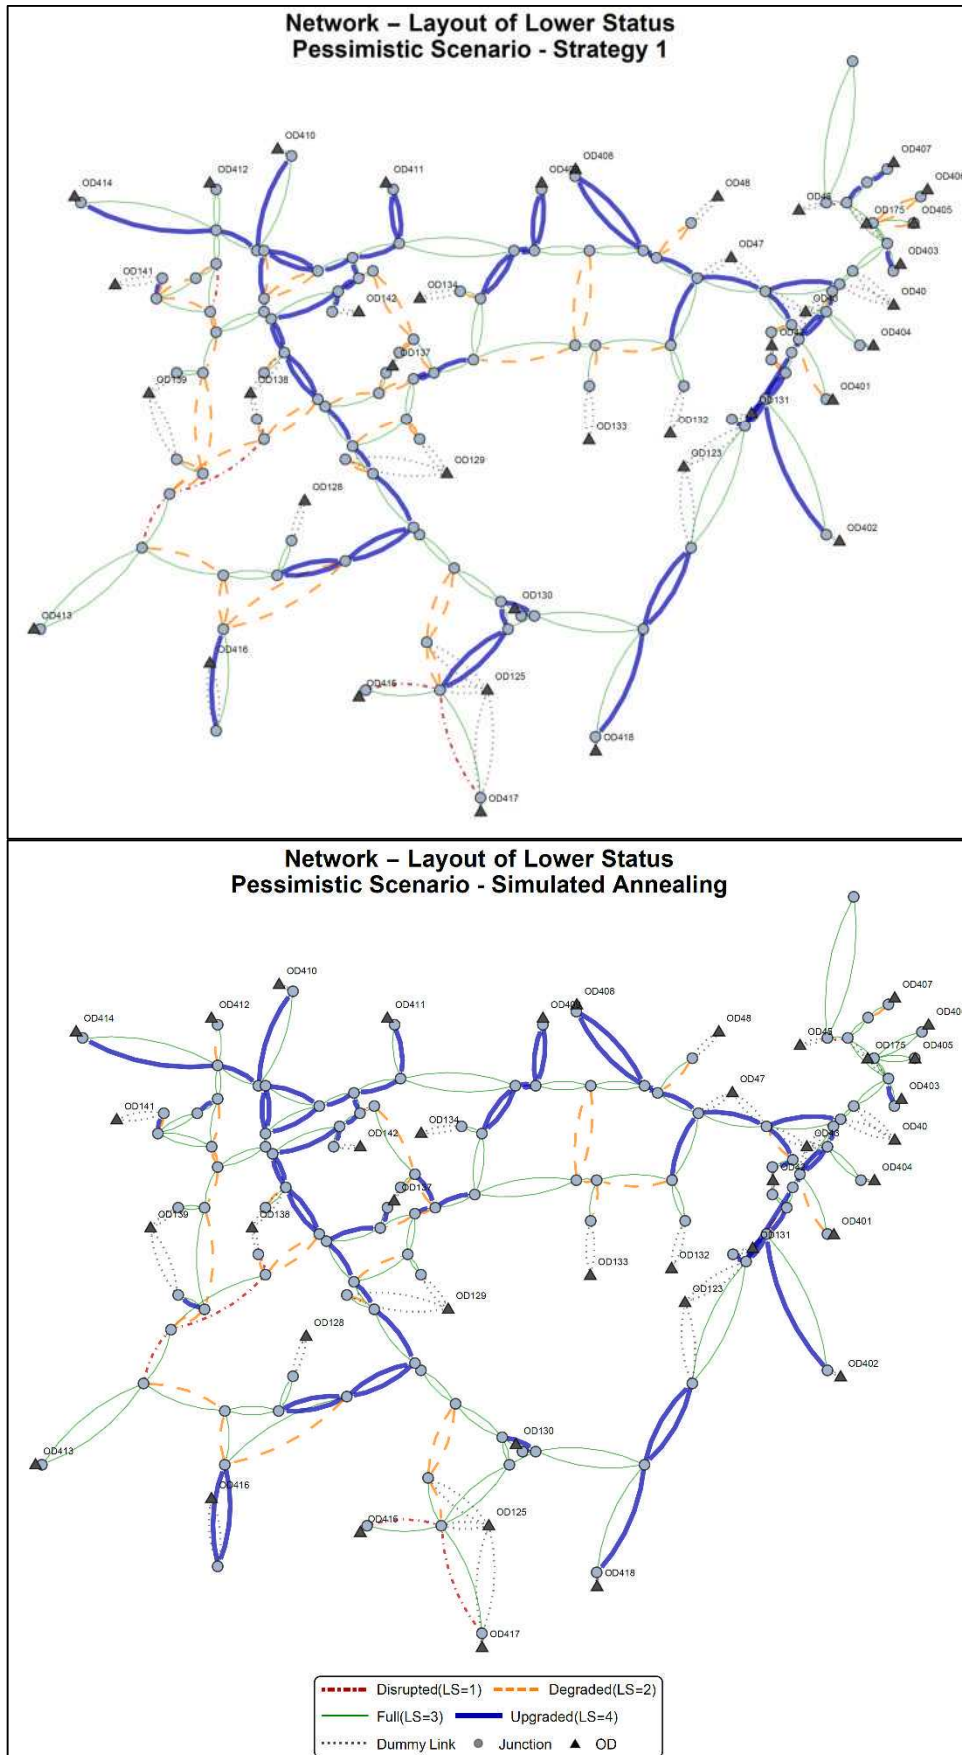 Network – Layout of Lower Status
Pessimistic Scenario - Strategy 1
OD410
OD407
OD412
OD411
OD408
OD414
OD48
OD175
OD405
OD47
OD403
OD141
OD134
OD40
OD142
OD404
OD137
OD139
OD138
OD401
OD131
OD133
OD132
OD123
OD129
OD128
OD402
OD130
OD413
OD416
OD125
OD418
OD417
Network – Layout of Lower Status
Pessimistic Scenario - Simulated Annealing
OD410
OD407
OD412
OD411
OD408
OD414
OD48
OD45
OD175
OD405
OD47
OD403
OD141
OD134
OD40
OD142
OD43
OD404
OD137
OD139
OD138
OD401
OD131
OD133
OD132
OD123
OD129
OD128
OD402
OD130
OD413
OD416
OD125
OD418
OD417
Disrupted(LS=1) Degraded(LS=2)
Full(LS=3) Upgraded(LS=4)
Dummy Link Junction OD